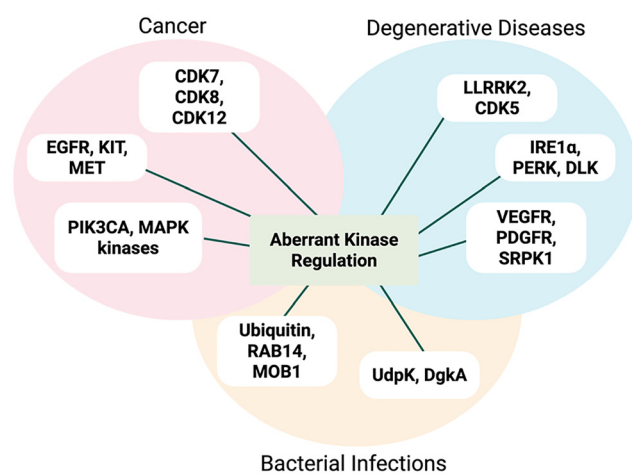 Cancer
Degenerative Diseases
CDK7,
CDK8,
CDK12
LLRRK2,
CDK5
EGFR, KIT,
MET
IRE1α,
PERK, DLK
PIK3CA, MAPK
kinases
VEGFR,
PDGFR,
SRPK1
Aberrant Kinase
Regulation
Ubiquitin,
RAB14,
MOB1
UdpK, DgkA
Bacterial Infections